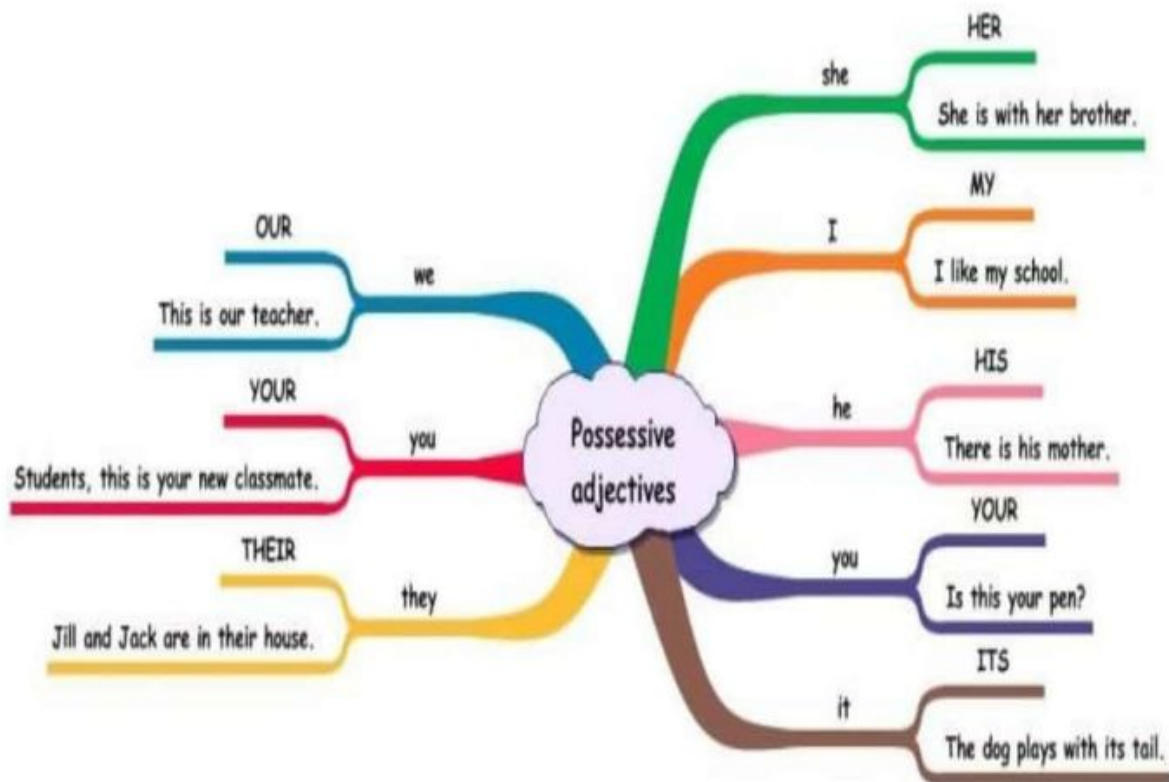 Possessive
adjectives
she
HER
She is with her brother.
I
MY
I like my school.
he
HIS
There is his mother.
you
YOUR
Is this your pen?
it
ITS
The dog plays with its tail.
we
OUR
This is our teacher.
you
YOUR
Students, this is your new classmate.
they
THEIR
Jill and Jack are in their house.